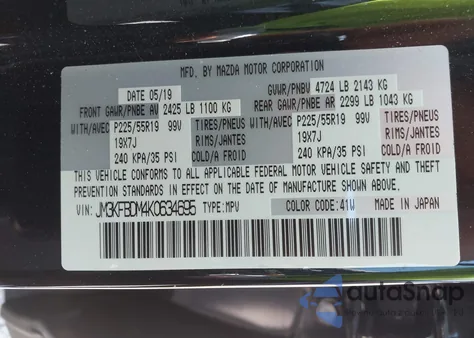 MFD. BY MAZDA MOTOR CORPORATION
DATE 05/19 GVWR/PNBV 4724 LB 2143 KG
FRONT GAWR/PNBE AV 2425 LB 1100 KG REAR GAWR/PNBE AR 2299 LB 1043 KG
WITH/AVEC P225/55R19 99V TIRES/PNEUS WITH/AVEC P225/55R19 99V TIRES/PNEUS
19X7J 19X7J
240 KPA/35 PSI COLD/A FROID 240 KPA/35 PSI COLD/A FROID
THIS VEHICLE CONFORMS TO ALL APPLICABLE FEDERAL MOTOR VEHICLE SAFETY AND THEFT
PREVENTION STANDARDS IN EFFECT ON THE DATE OF MANUFACTURE SHOWN ABOVE.
VIN: JM3KFBDM4K0634695 TYPE:MPV COLOR CODE:41W MADE IN JAPAN
autoSnap